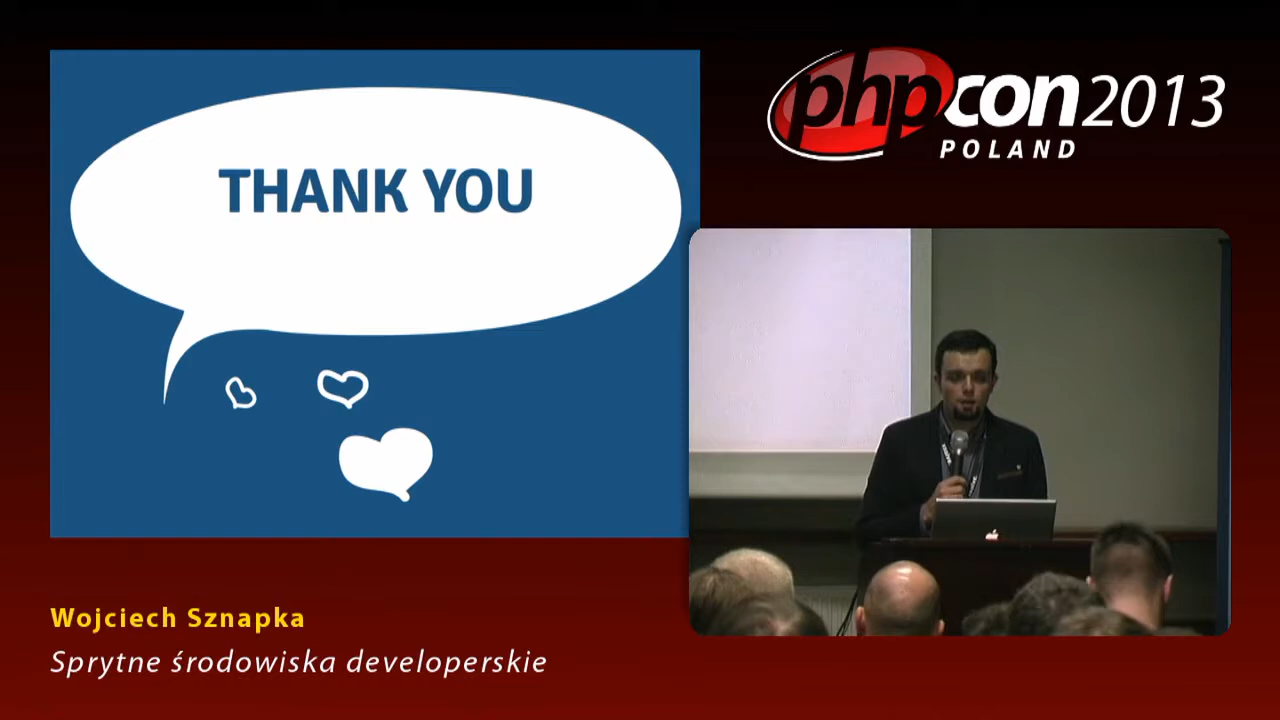 THANK YOU
phpcon2013
POLAND
Wojciech Sznapka
Sprytne środowiska developerskie